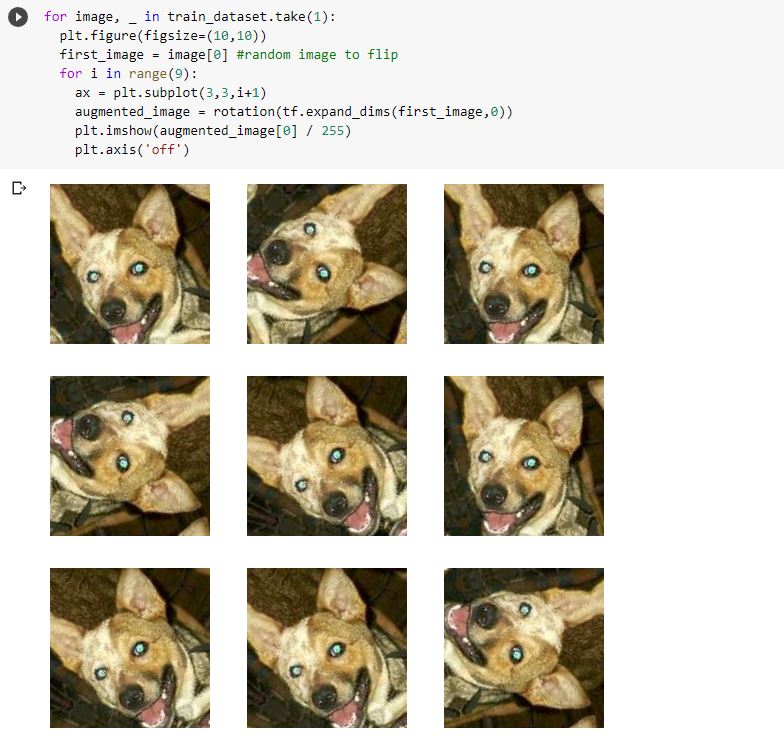 for image, _ in train_dataset.take(1):
  plt.figure(figsize=(10,10))
  first_image = image[0] #random image to flip
  for i in range(9):
    ax = plt.subplot(3,3,i+1)
    augmented_image = rotation(tf.expand_dims(first_image,0))
    plt.imshow(augmented_image[0] / 255)
    plt.axis('off')